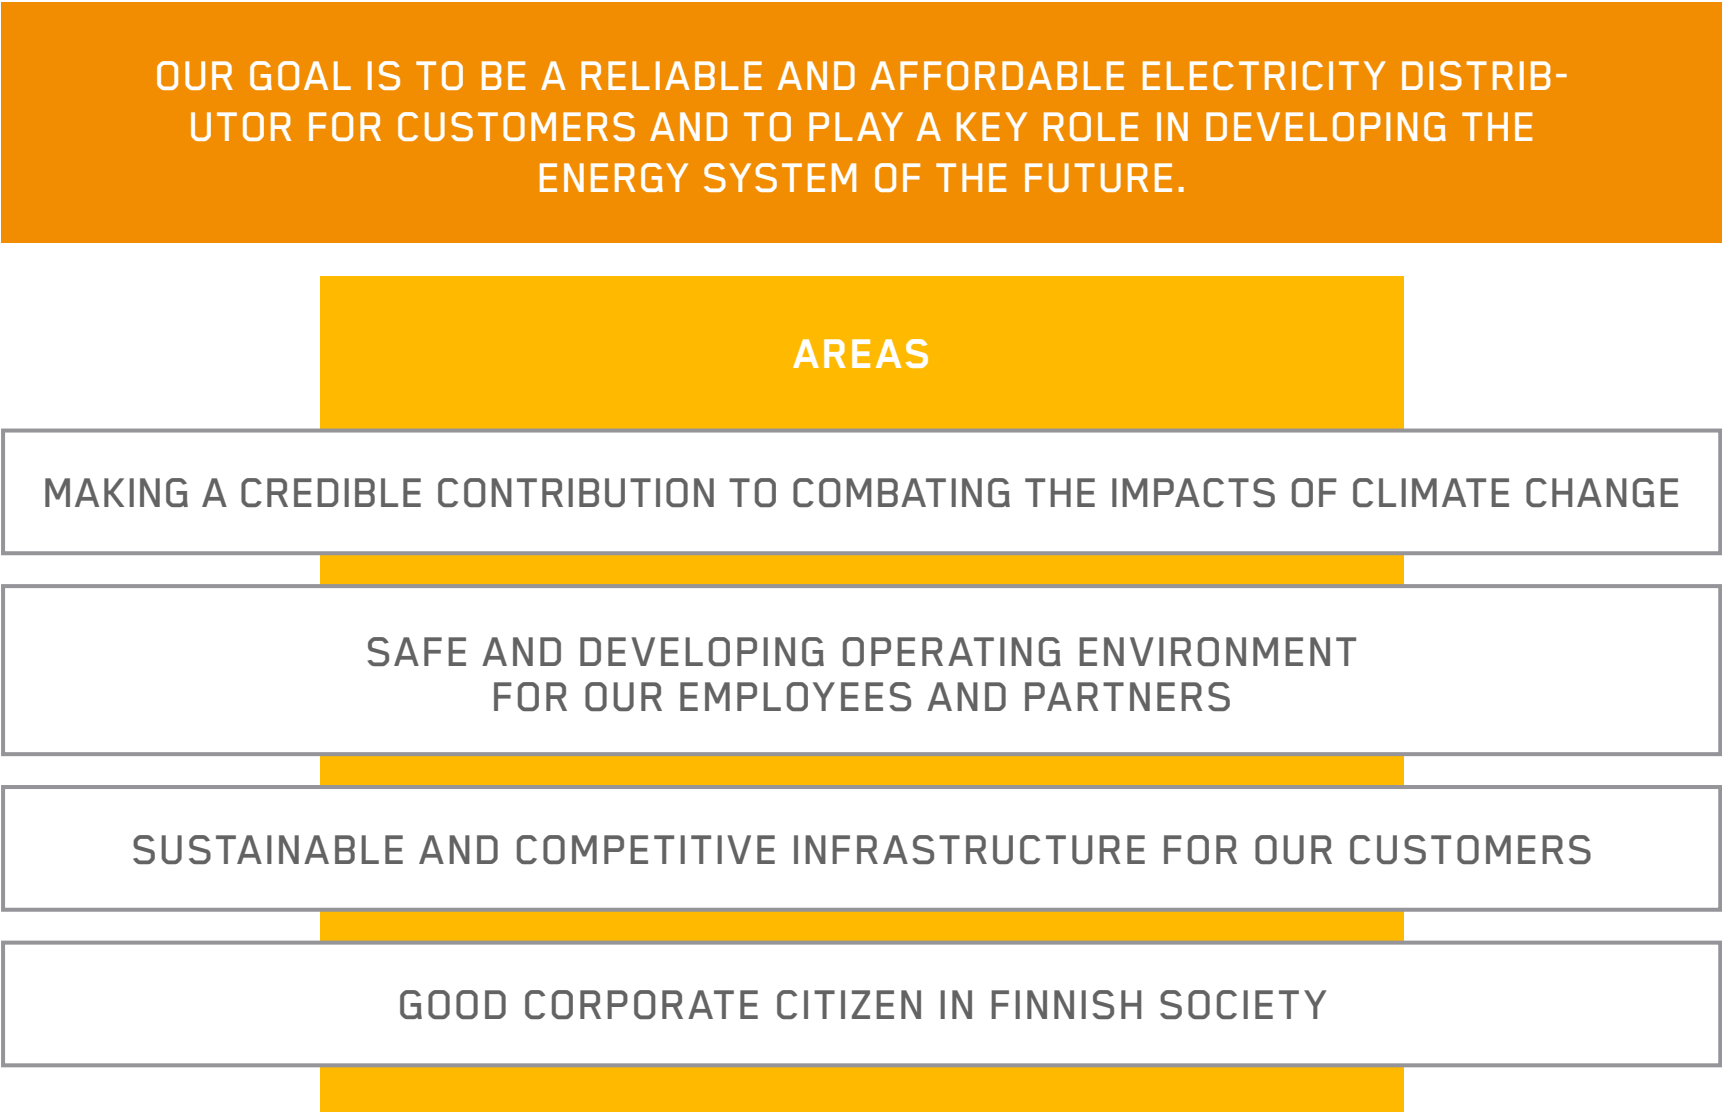 OUR GOAL IS TO BE A RELIABLE AND AFFORDABLE ELECTRICITY DISTRIB-
UTOR FOR CUSTOMERS AND TO PLAY A KEY ROLE IN DEVELOPING THE
ENERGY SYSTEM OF THE FUTURE.
AREAS
MAKING A CREDIBLE CONTRIBUTION TO COMBATING THE IMPACTS OF CLIMATE CHANGE
SAFE AND DEVELOPING OPERATING ENVIRONMENT
FOR OUR EMPLOYEES AND PARTNERS
SUSTAINABLE AND COMPETITIVE INFRASTRUCTURE FOR OUR CUSTOMERS
GOOD CORPORATE CITIZEN IN FINNISH SOCIETY